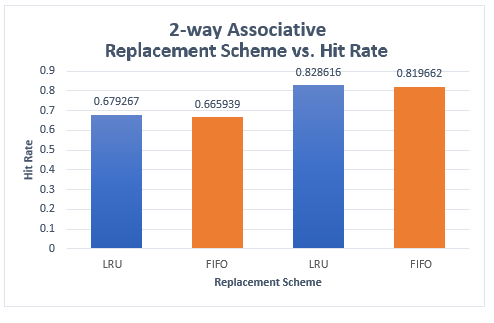 2-way Associative
Replacement Scheme vs. Hit Rate
0.9
0.8
0.7
0.6
0.5
0.4
0.3
0.2
0.1
0
Hit Rate
0.679267
0.665939
0.828616
0.819662
LRU FIFO LRU FIFO
Replacement Scheme